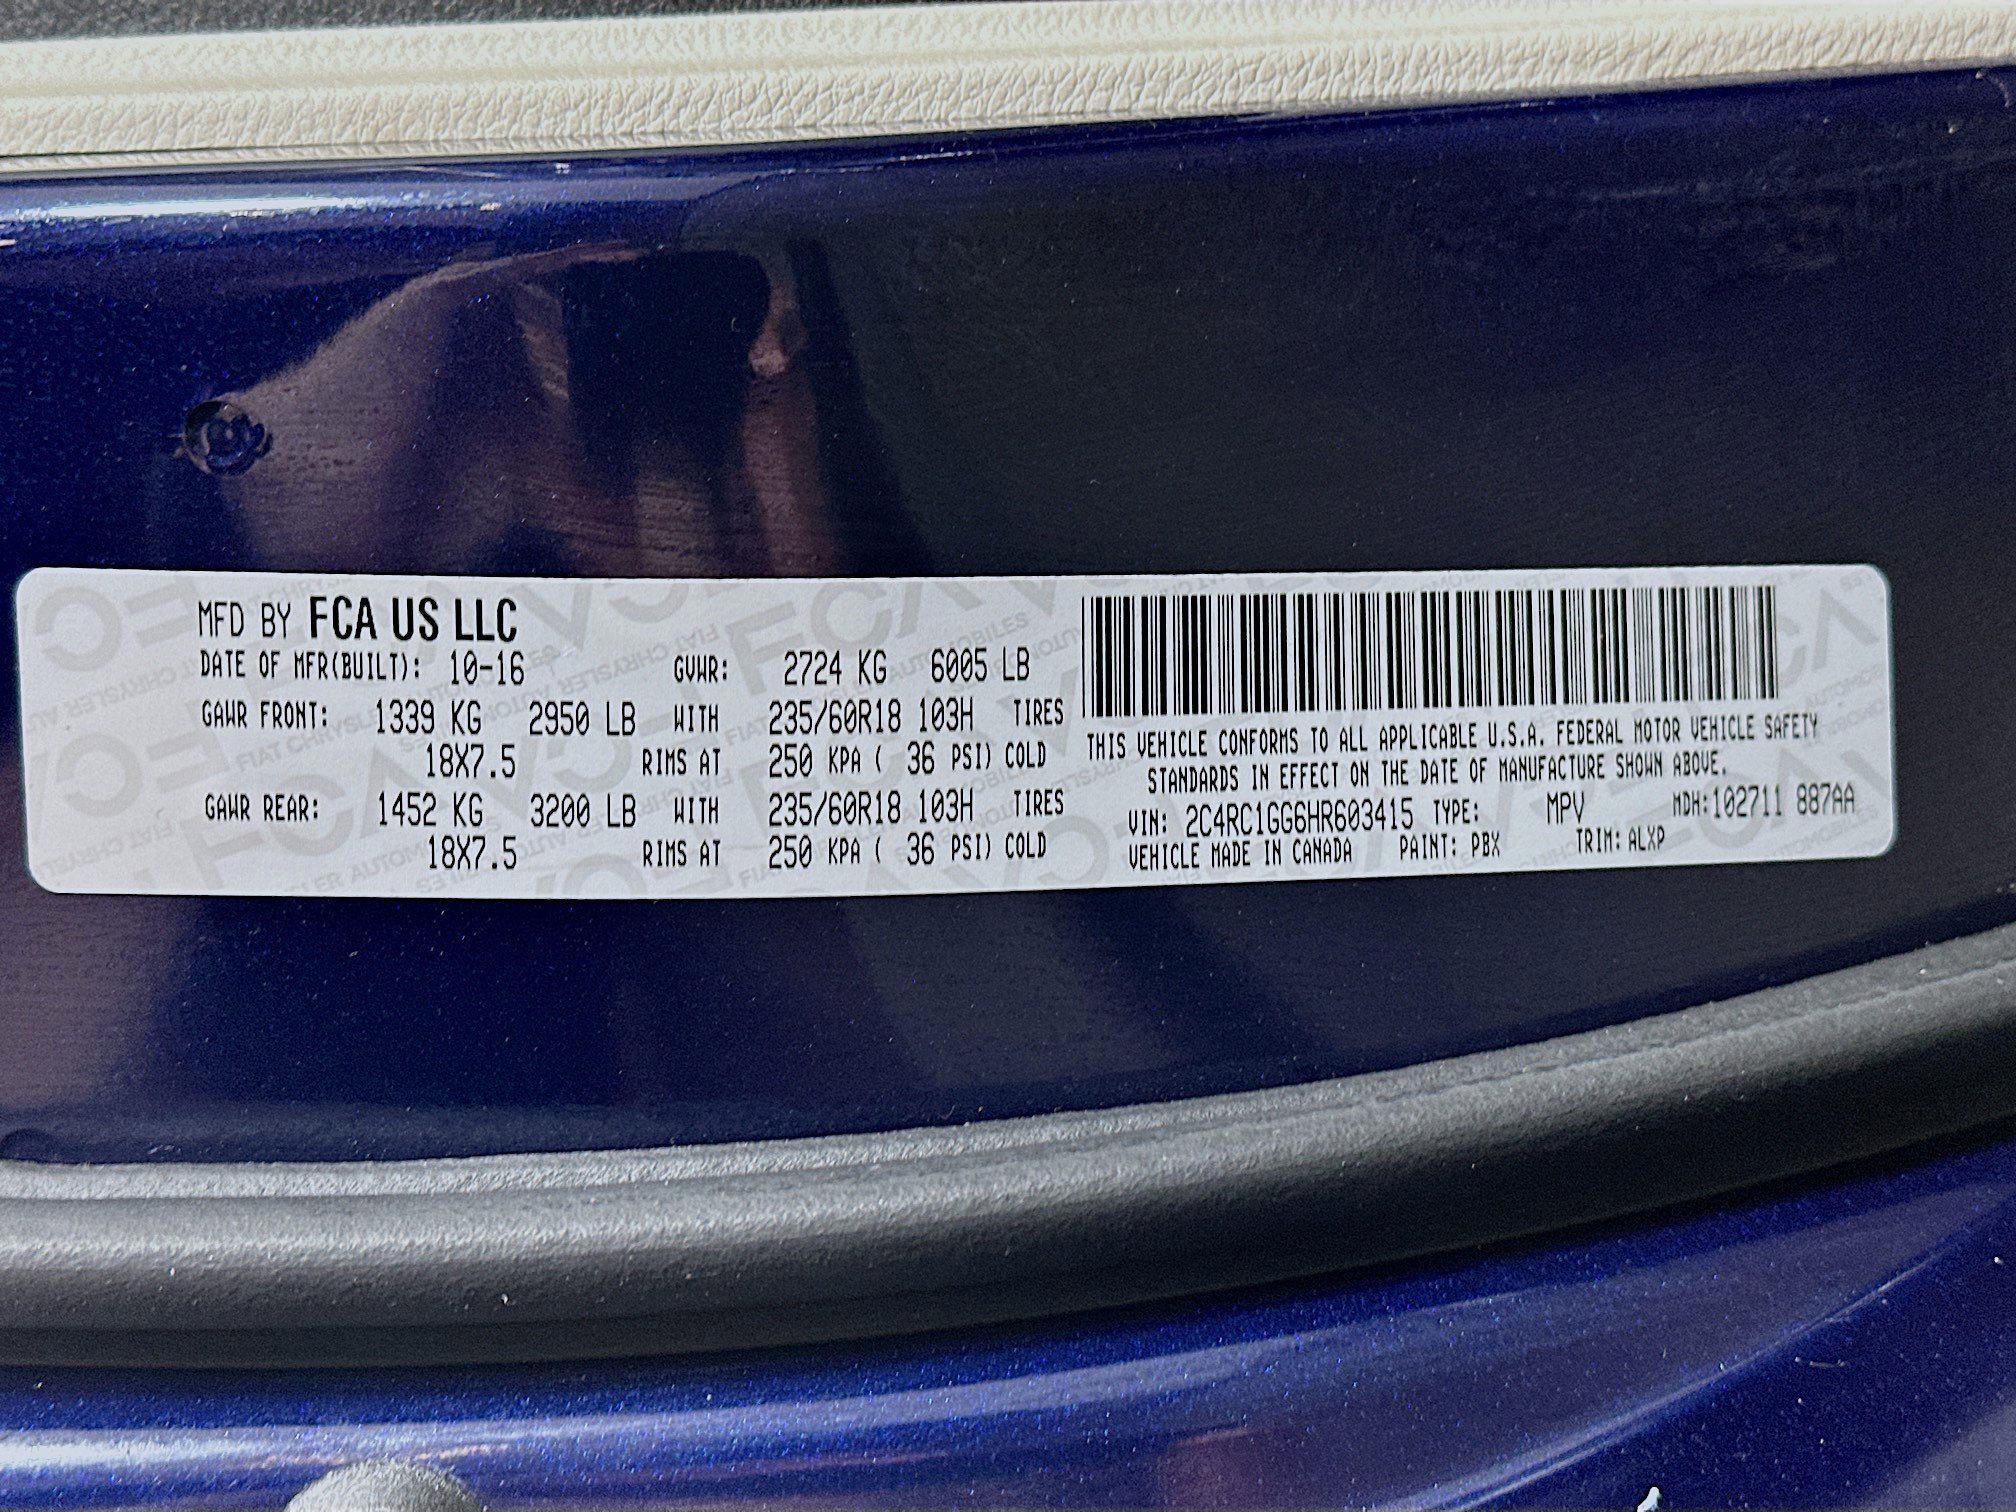 MFD BY FCA US LLC
DATE OF MFR(BUILT): 10-16 GVWR: 2724 KG 6005 LB
GAWR FRONT: 1339 KG 2950 LB WITH 235/60R18 103H TIRES
18X7.5 RIMS AT 250 KPA ( 36 PSI) COLD
GAWR REAR: 1452 KG 3200 LB WITH 235/60R18 103H TIRES
18X7.5 RIMS AT 250 KPA ( 36 PSI) COLD
THIS VEHICLE CONFORMS TO ALL APPLICABLE U.S.A. FEDERAL MOTOR VEHICLE SAFETY
STANDARDS IN EFFECT ON THE DATE OF MANUFACTURE SHOWN ABOVE.
VIN: 2C4RC1GG6HR603415 TYPE: MPV MDH:102711 887AA
VEHICLE MADE IN CANADA PAINT: PBX TRIM: ALXP